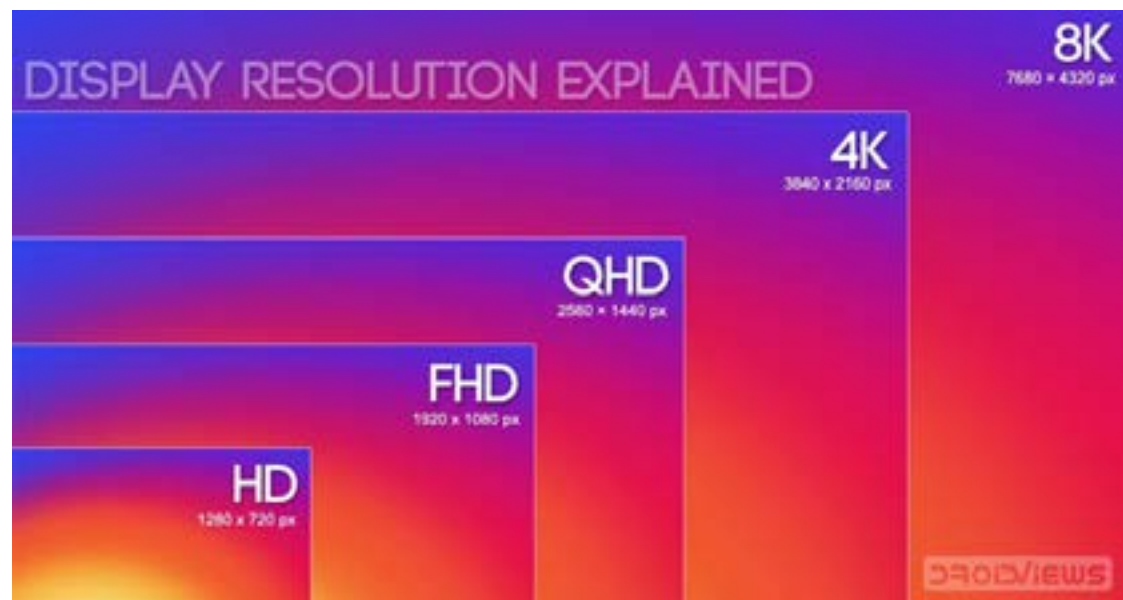 DISPLAY RESOLUTION EXPLAINED
8K
7680 × 4320 px
4K
3840 x 2160 px
QHD
2560 × 1440 px
FHD
1920 x 1080 px
HD
1280 x 720 px
DROIDVIEWS